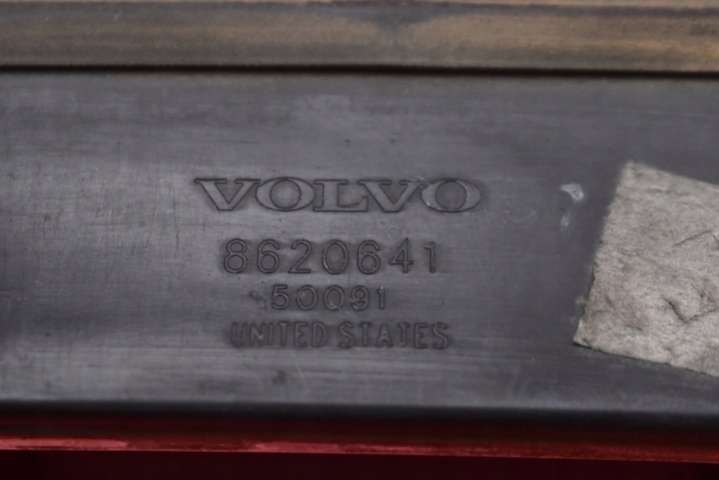 VOLVO
8620641
50091
UNITED STATES